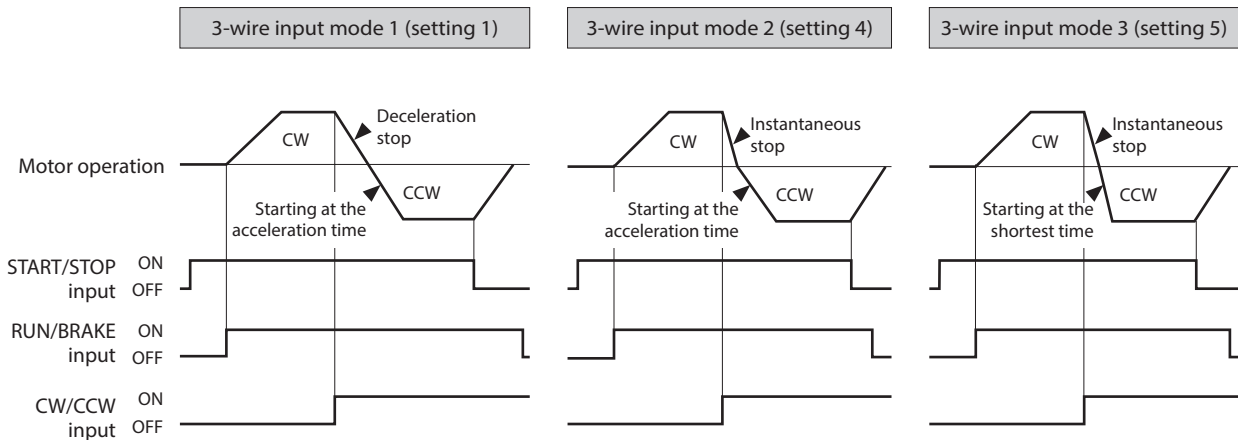 3-wire input mode 1 (setting 1)
3-wire input mode 2 (setting 4)
3-wire input mode 3 (setting 5)
Motor operation
CW
Deceleration
stop
CCW
Starting at the
acceleration time
CW
Instantaneous
stop
CCW
Starting at the
acceleration time
CW
Instantaneous
stop
CCW
Starting at the
shortest time
START/STOP
input
ON
OFF
RUN/BRAKE
input
ON
OFF
CW/CCW
input
ON
OFF